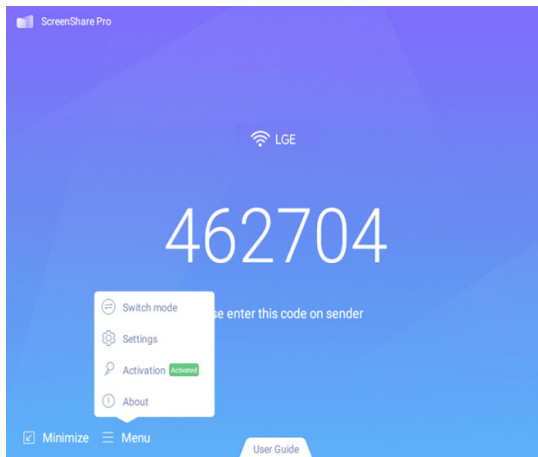 ScreenShare Pro
LGE
462704
se enter this code on sender
Switch mode
Settings
Activation Activated
About
Minimize Menu
User Guide